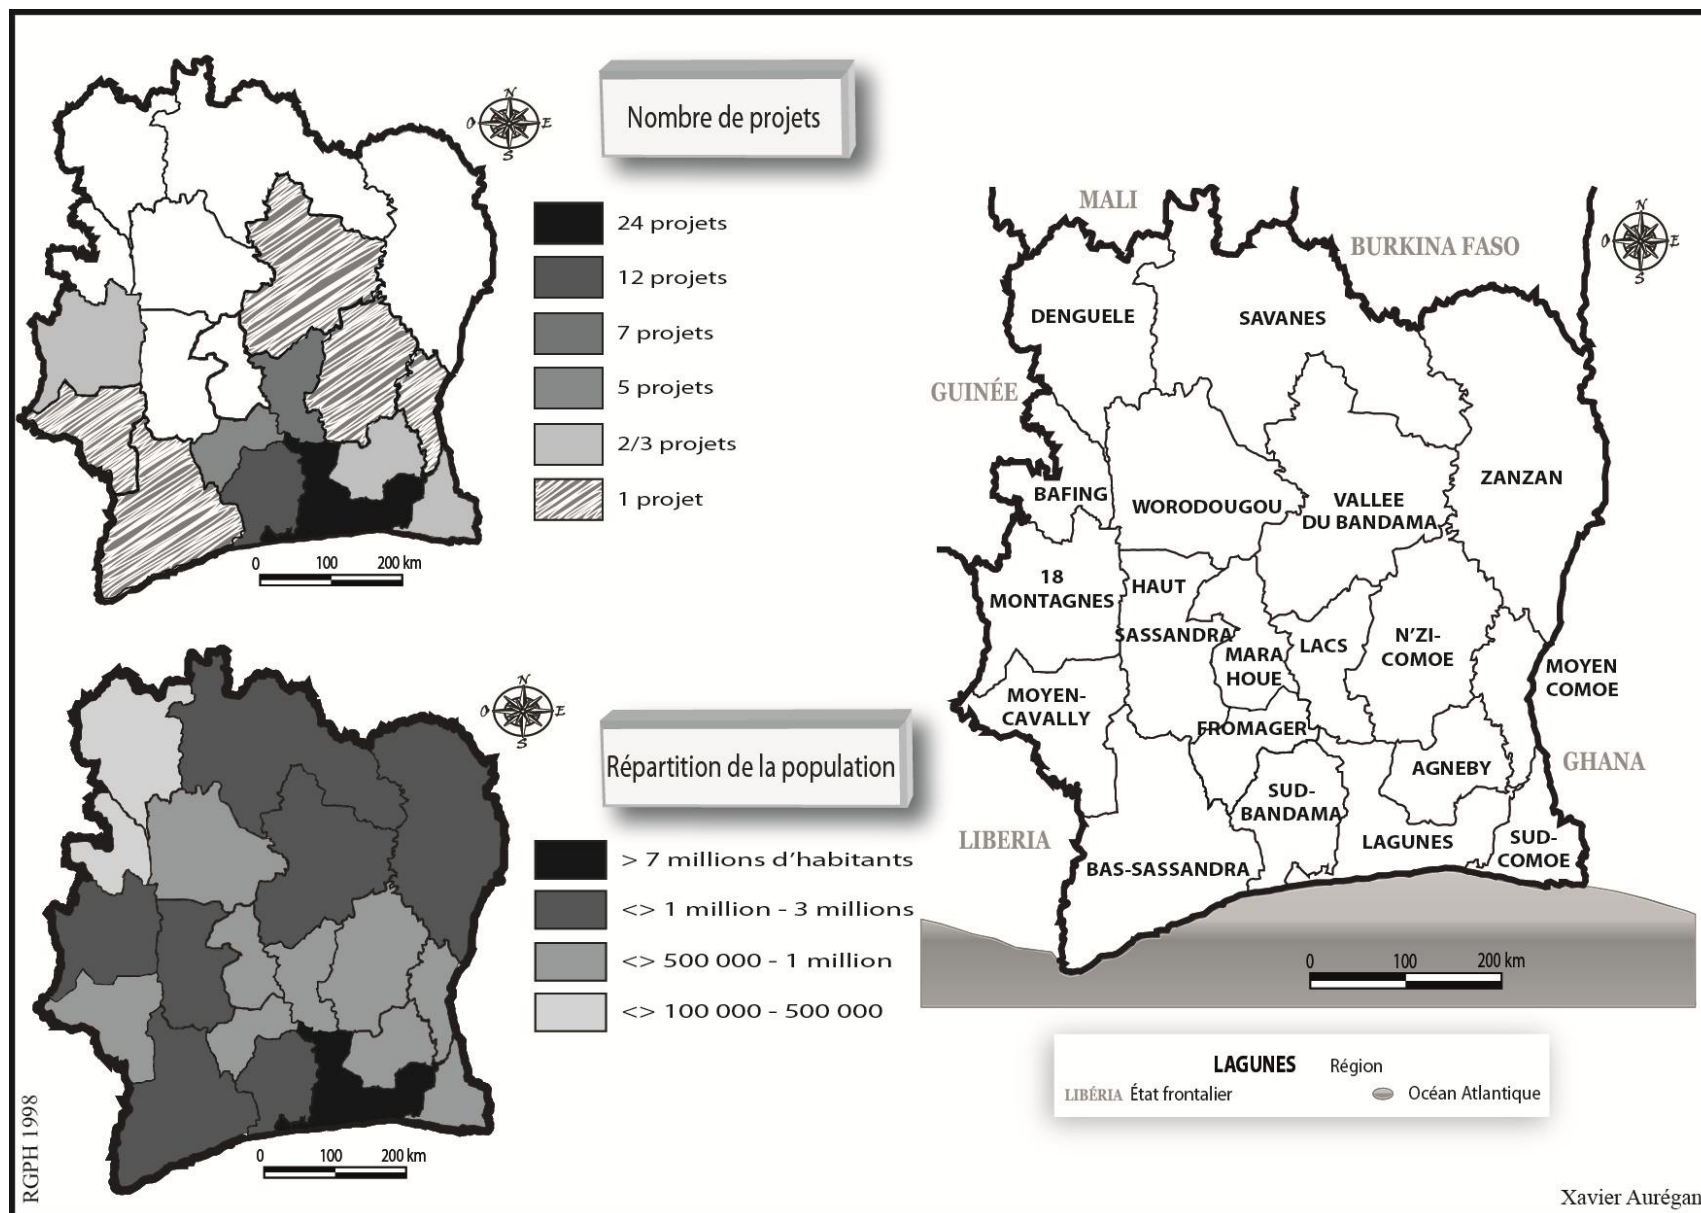 Nombre de projets
24 projets
12 projets
7 projets
5 projets
2/3 projets
1 projet
N
O
E
S
0
100
200 km
Répartition de la population
> 7 millions d'habitants
<> 1 million - 3 millions
<> 500 000 - 1 million
<> 100 000 - 500 000
N
O
E
S
0
100
200 km
RGPH 1998
MALI
BURKINA FASO
N
O
E
S
DENGUELE
SAVANES
GUINÉE
ZANZAN
BAFING
WORODOUGOU
VALLEE
DU BANDAMA
18
MONTAGNES
HAUT
SASSANDRA
MARA
HOUE
LACS
N'ZI-
COMOE
MOYEN
COMOE
MOYEN-
CAVALLY
FROMAGER
AGNEBY
GHANA
SUD-
BANDAMA
LIBERIA
LAGUNES
SUD-
COMOE
BAS-SASSANDRA
0
100
200 km
LAGUNES Région
LIBÉRIA État frontalier
Océan Atlantique
Xavier Aurégan